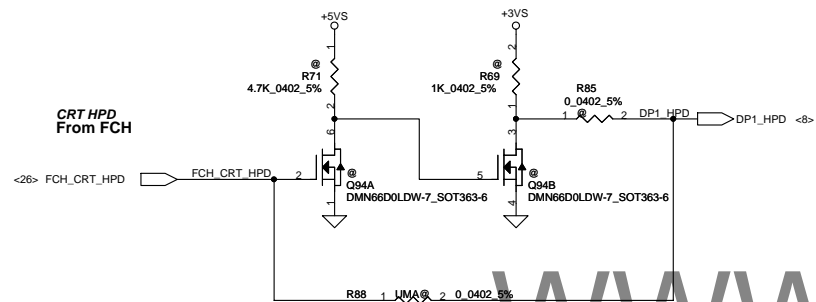 +5VS
+3VS
1
@
R71
4.7K_0402_5%
2
2
@
R69
1K_0402_5%
1
R85
0_0402_5%
1 @ 2
DP1_HPD
DP1_HPD <8>
CRT HPD
From FCH
<26> FCH_CRT_HPD
FCH_CRT_HPD
2
6
1
@
Q94A
DMN66D0LDW-7_SOT363-6
5
3
4
@
Q94B
DMN66D0LDW-7_SOT363-6
R88 1 UMA@ 2 0_0402_5%